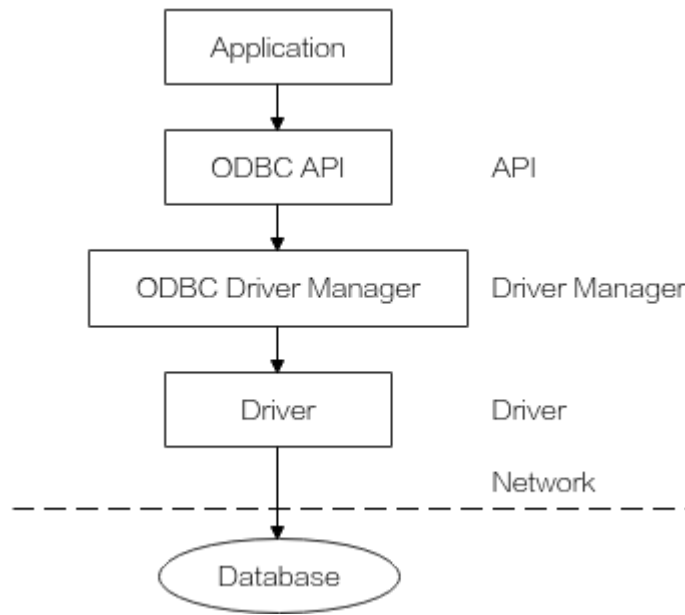 Application
ODBC API
API
ODBC Driver Manager
Driver Manager
Driver
Driver
Network
Database